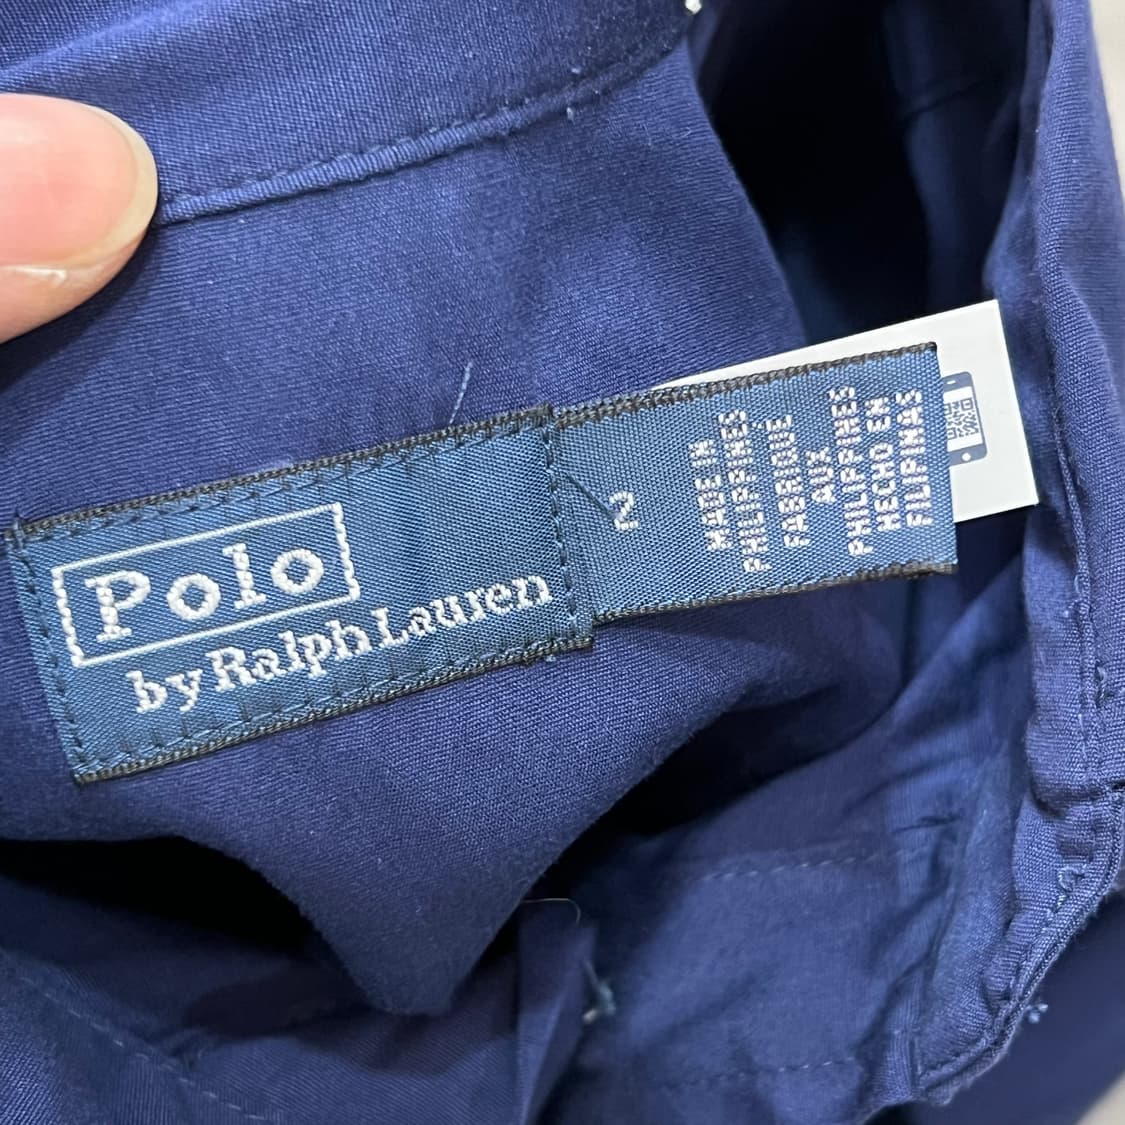 Polo
by Ralph Lauren
2
MADE IN
PHILIPPINES
FABRIQUÉ
AUX
PHILIPPINES
HECHO EN
FILIPINAS